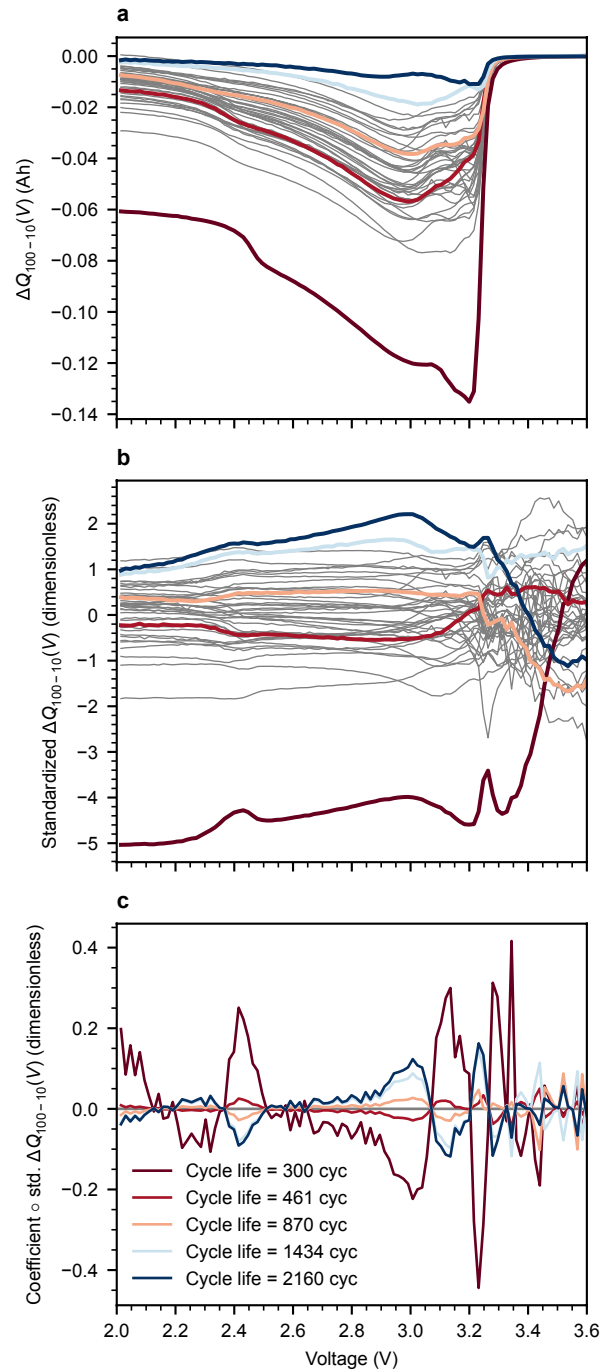 a
0.00
−0.02
−0.04
−0.06
−0.08
−0.10
−0.12
−0.14
ΔQ₁₀₀₋₁₀(V) (Ah)
b
2
1
0
−1
−2
−3
−4
−5
Standardized ΔQ₁₀₀₋₁₀(V) (dimensionless)
c
0.4
0.2
0.0
−0.2
−0.4
Coefficient ○ std. ΔQ₁₀₀₋₁₀(V) (dimensionless)
Cycle life = 300 cyc
Cycle life = 461 cyc
Cycle life = 870 cyc
Cycle life = 1434 cyc
Cycle life = 2160 cyc
2.0 2.2 2.4 2.6 2.8 3.0 3.2 3.4 3.6
Voltage (V)